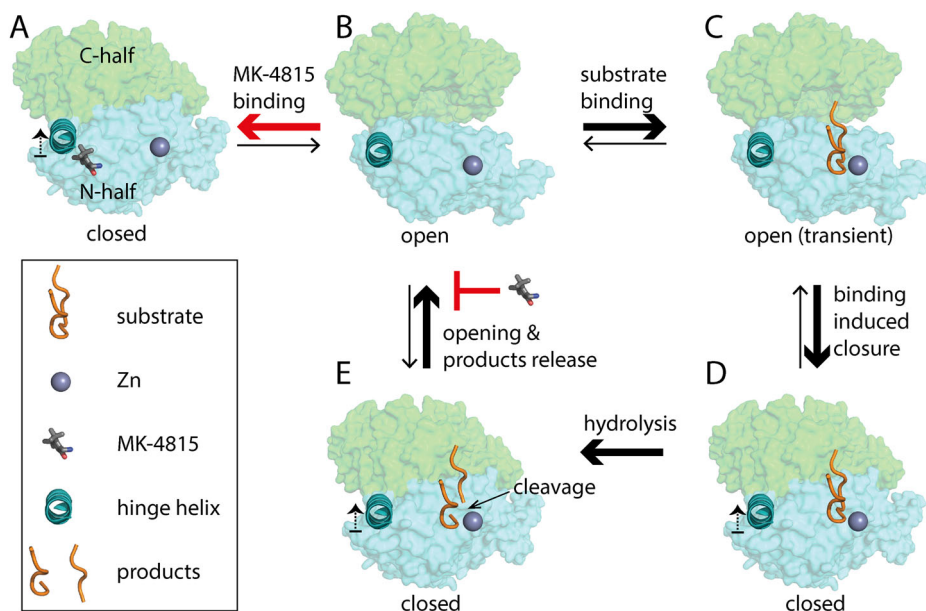 A
C-half
N-half
closed
MK-4815
binding
B
open
substrate
binding
C
open (transient)
substrate
Zn
MK-4815
hinge helix
products
opening &
products release
binding
induced
closure
E
cleavage
closed
hydrolysis
D
closed